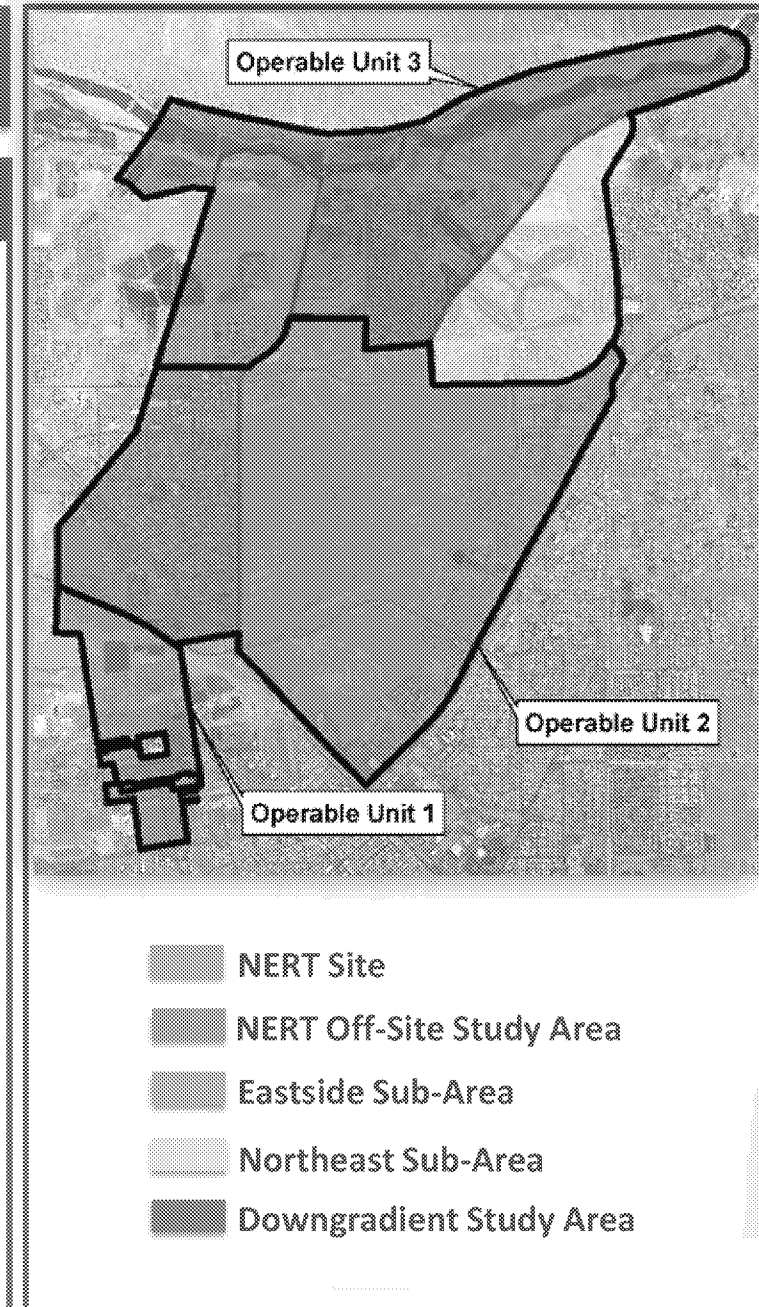 Operable Unit 3
Operable Unit 2
Operable Unit 1
NERT Site
NERT Off-Site Study Area
Eastside Sub-Area
Northeast Sub-Area
Downgradient Study Area